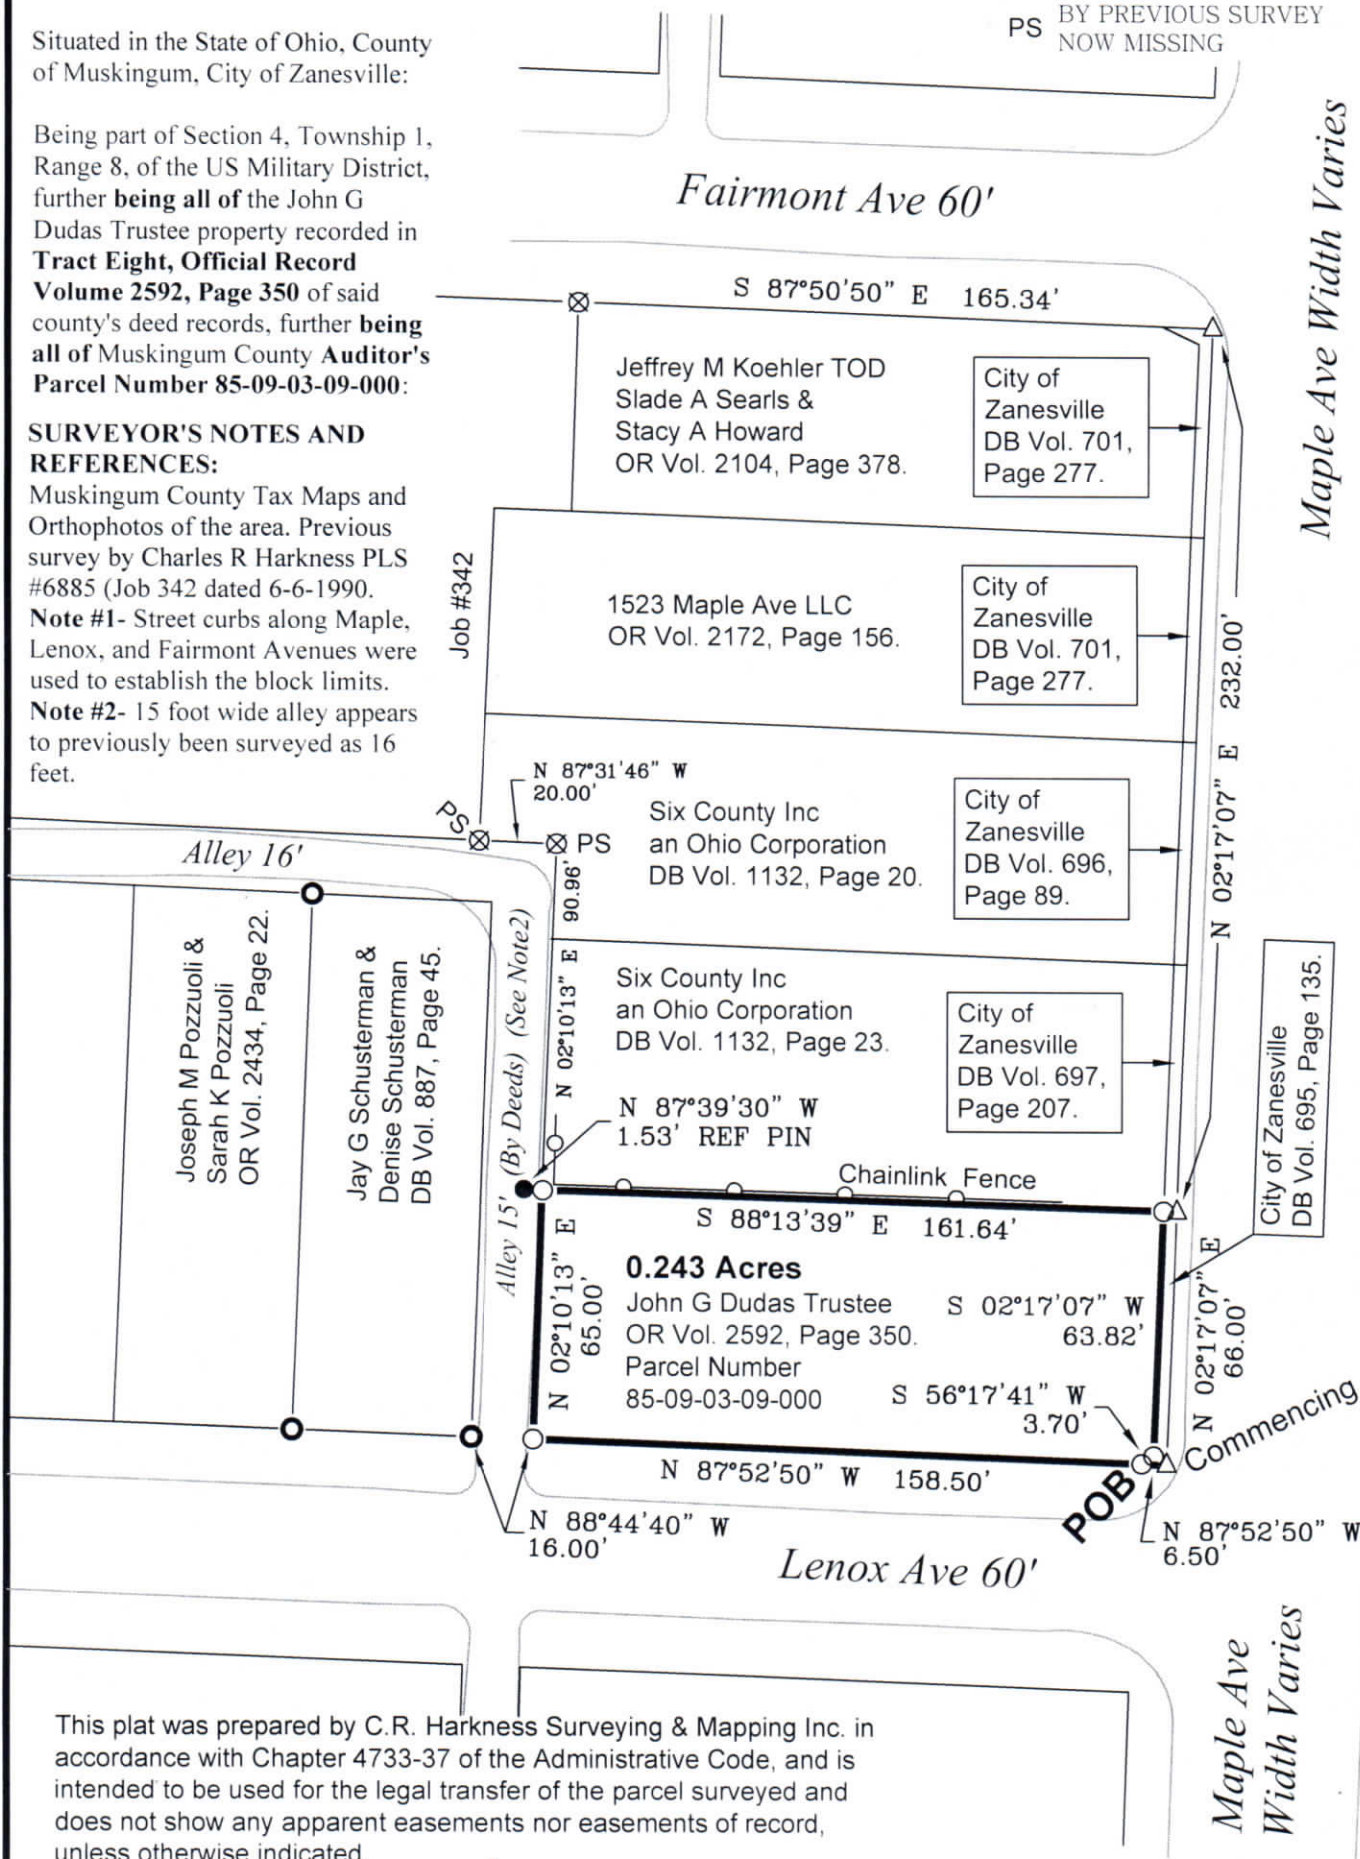 BY PREVIOUS SURVEY
PS NOW MISSING
Situated in the State of Ohio, County
of Muskingum, City of Zanesville:
Being part of Section 4, Township 1,
Range 8, of the US Military District,
further being all of the John G
Dudas Trustee property recorded in
Tract Eight, Official Record
Volume 2592, Page 350 of said
county's deed records, further being
all of Muskingum County Auditor's
Parcel Number 85-09-03-09-000:
SURVEYOR'S NOTES AND
REFERENCES:
Muskingum County Tax Maps and
Orthophotos of the area. Previous
survey by Charles R Harkness PLS
#6885 (Job 342 dated 6-6-1990.
Note #1- Street curbs along Maple,
Lenox, and Fairmont Avenues were
used to establish the block limits.
Note #2- 15 foot wide alley appears
to previously been surveyed as 16
feet.
Fairmont Ave 60'
Maple Ave Width Varies
S 87°50'50" E 165.34'
Jeffrey M Koehler TOD
Slade A Searls &
Stacy A Howard
OR Vol. 2104, Page 378.
City of
Zanesville
DB Vol. 701,
Page 277.
Job #342
1523 Maple Ave LLC
OR Vol. 2172, Page 156.
City of
Zanesville
DB Vol. 701,
Page 277.
N 02°17'07" E 232.00'
N 87°31'46" W
20.00'
PS
PS
Six County Inc
an Ohio Corporation
DB Vol. 1132, Page 20.
City of
Zanesville
DB Vol. 696,
Page 89.
Alley 16'
Joseph M Pozzuoli &
Sarah K Pozzuoli
OR Vol. 2434, Page 22.
Jay G Schusterman &
Denise Schusterman
DB Vol. 887, Page 45.
Alley 15' (By Deeds) (See Note2)
N 02°10'13" E 90.96'
Six County Inc
an Ohio Corporation
DB Vol. 1132, Page 23.
City of
Zanesville
DB Vol. 697,
Page 207.
City of Zanesville
DB Vol. 695, Page 135.
N 87°39'30" W
1.53' REF PIN
Chainlink Fence
S 88°13'39" E 161.64'
N 02°10'13" E
65.00'
0.243 Acres
John G Dudas Trustee
OR Vol. 2592, Page 350.
Parcel Number
85-09-03-09-000
S 02°17'07" W
63.82'
N 02°17'07" E
66.00'
S 56°17'41" W
3.70'
Commencing
N 87°52'50" W 158.50'
POB
N 88°44'40" W
16.00'
N 87°52'50" W
6.50'
Lenox Ave 60'
Maple Ave
Width Varies
This plat was prepared by C.R. Harkness Surveying & Mapping Inc. in
accordance with Chapter 4733-37 of the Administrative Code, and is
intended to be used for the legal transfer of the parcel surveyed and
does not show any apparent easements nor easements of record,
unless otherwise indicated